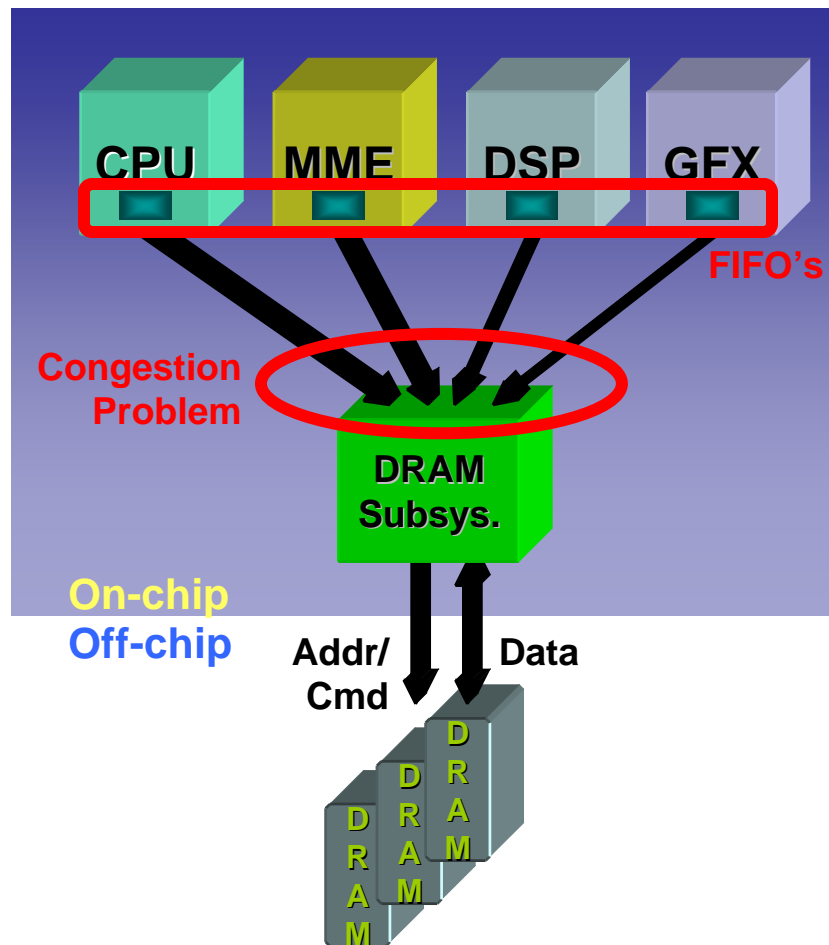 CPU
MME
DSP
GFX
FIFO's
Congestion
Problem
DRAM
Subsys.
On-chip
Off-chip
Addr/
Cmd
Data
D
R
A
M
D
R
A
M
D
R
A
M